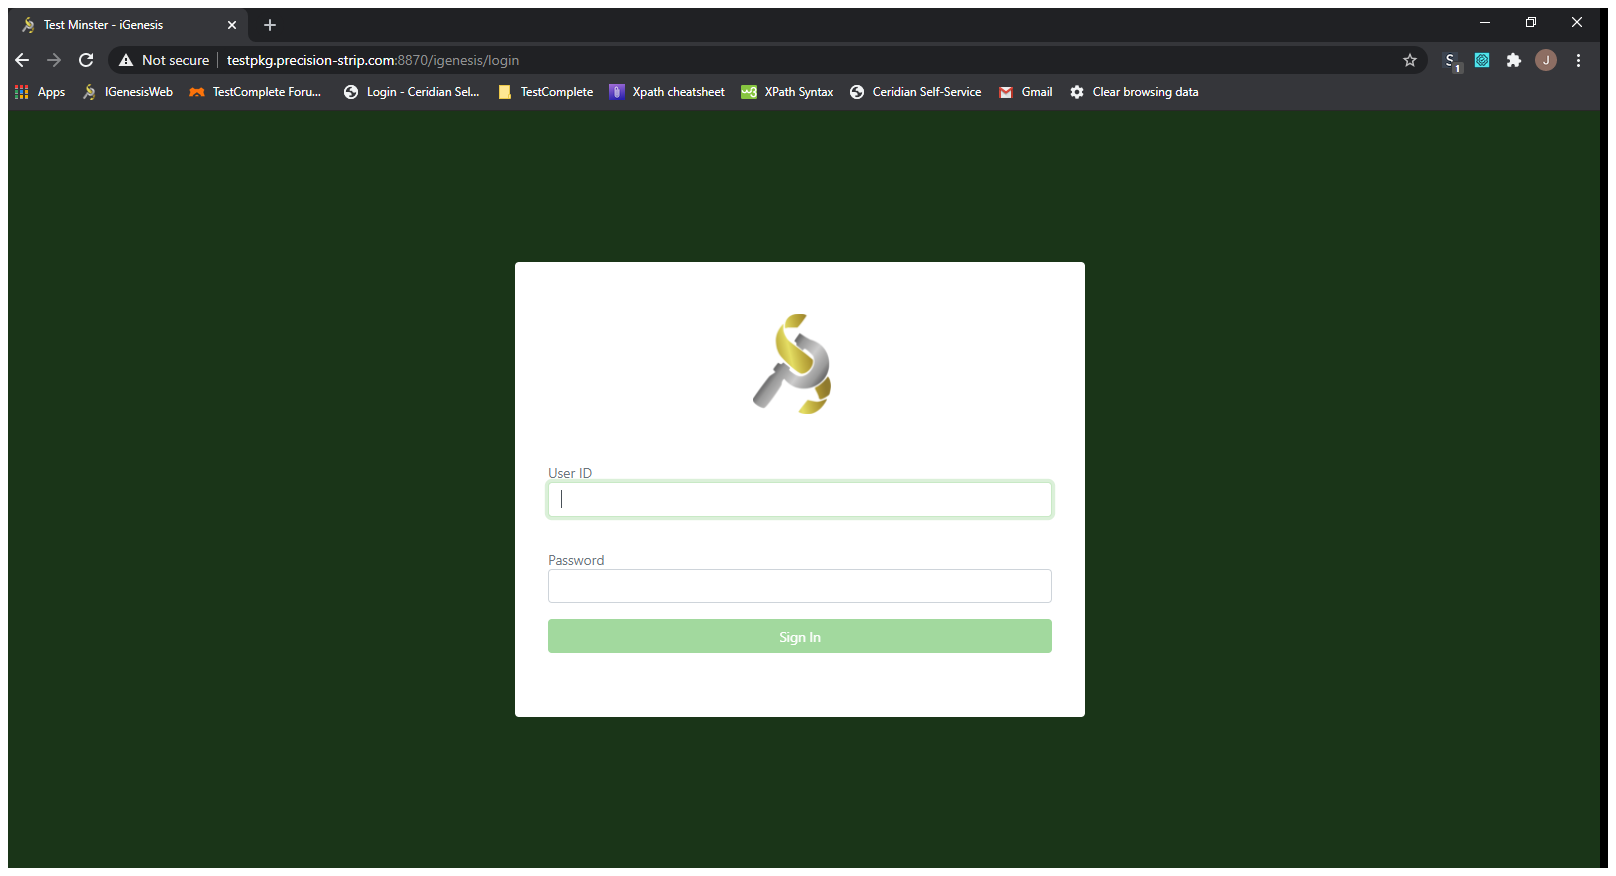 Test Minster - iGenesis
Not secure testpkg.precision-strip.com:8870/igenesis/login S 1 J
Apps IGenesisWeb TestComplete Foru... Login - Ceridian Sel... TestComplete Xpath cheatsheet XPath Syntax Ceridian Self-Service Gmail Clear browsing data
User ID
Password
Sign In